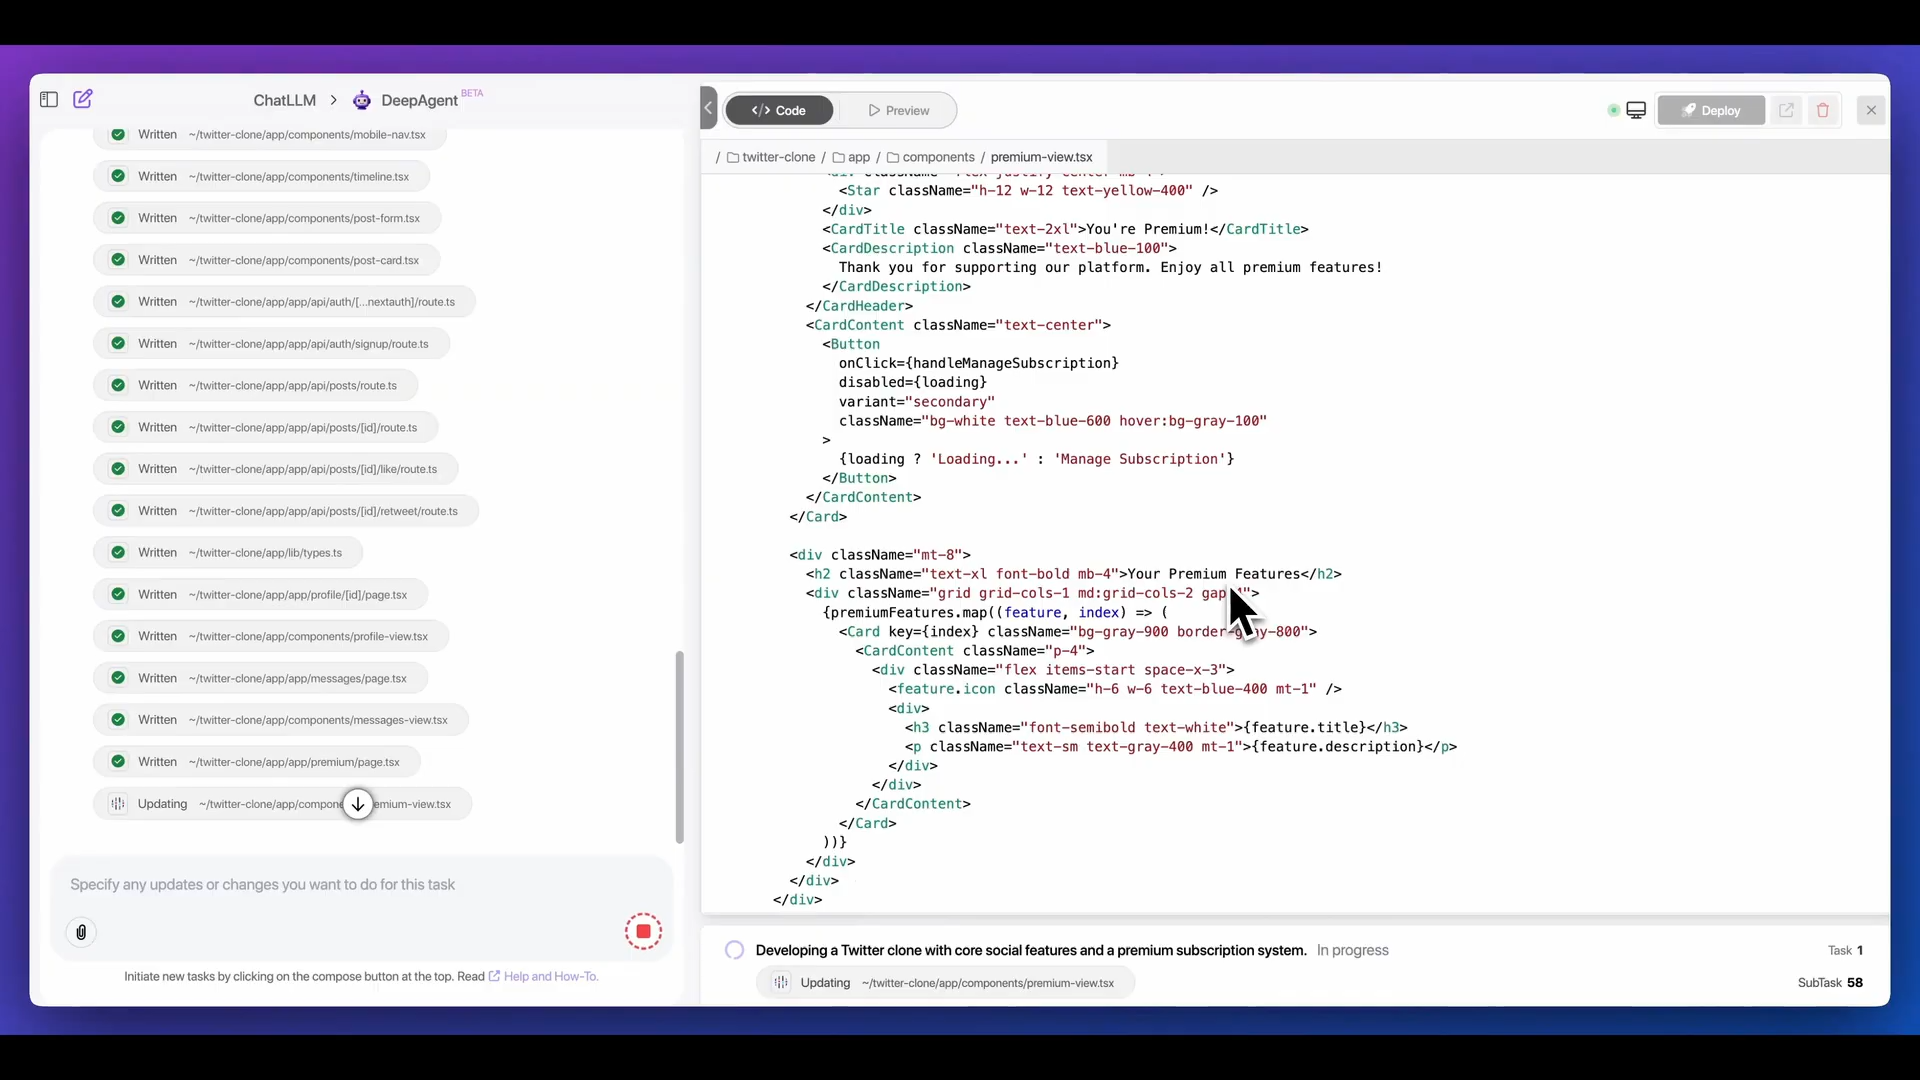 ChatLLM > DeepAgent BETA
Written ~/twitter-clone/app/components/mobile-nav.tsx
Written ~/twitter-clone/app/components/timeline.tsx
Written ~/twitter-clone/app/components/post-form.tsx
Written ~/twitter-clone/app/components/post-card.tsx
Written ~/twitter-clone/app/app/api/auth/[...nextauth]/route.ts
Written ~/twitter-clone/app/app/api/auth/signup/route.ts
Written ~/twitter-clone/app/app/api/posts/route.ts
Written ~/twitter-clone/app/app/api/posts/[id]/route.ts
Written ~/twitter-clone/app/app/api/posts/[id]/like/route.ts
Written ~/twitter-clone/app/app/api/posts/[id]/retweet/route.ts
Written ~/twitter-clone/app/lib/types.ts
Written ~/twitter-clone/app/app/profile/[id]/page.tsx
Written ~/twitter-clone/app/components/profile-view.tsx
Written ~/twitter-clone/app/app/messages/page.tsx
Written ~/twitter-clone/app/components/messages-view.tsx
Written ~/twitter-clone/app/app/premium/page.tsx
Updating ~/twitter-clone/app/compone emium-view.tsx
Specify any updates or changes you want to do for this task
Initiate new tasks by clicking on the compose button at the top. Read Help and How-To.
</> Code Preview
Deploy
/ twitter-clone / app / components / premium-view.tsx
<Star className="h-12 w-12 text-yellow-400" />
</div>
<CardTitle className="text-2xl">You're Premium!</CardTitle>
<CardDescription className="text-blue-100">
Thank you for supporting our platform. Enjoy all premium features!
</CardDescription>
</CardHeader>
<CardContent className="text-center">
<Button
onClick={handleManageSubscription}
disabled={loading}
variant="secondary"
className="bg-white text-blue-600 hover:bg-gray-100"
>
{loading ? 'Loading...' : 'Manage Subscription'}
</Button>
</CardContent>
</Card>
<div className="mt-8">
<h2 className="text-xl font-bold mb-4">Your Premium Features</h2>
<div className="grid grid-cols-1 md:grid-cols-2 gap-4">
{premiumFeatures.map((feature, index) => (
<Card key={index} className="bg-gray-900 border-gray-800">
<CardContent className="p-4">
<div className="flex items-start space-x-3">
<feature.icon className="h-6 w-6 text-blue-400 mt-1" />
<div>
<h3 className="font-semibold text-white">{feature.title}</h3>
<p className="text-sm text-gray-400 mt-1">{feature.description}</p>
</div>
</div>
</CardContent>
</Card>
))}
</div>
</div>
</div>
Developing a Twitter clone with core social features and a premium subscription system. In progress Task 1
Updating ~/twitter-clone/app/components/premium-view.tsx SubTask 58